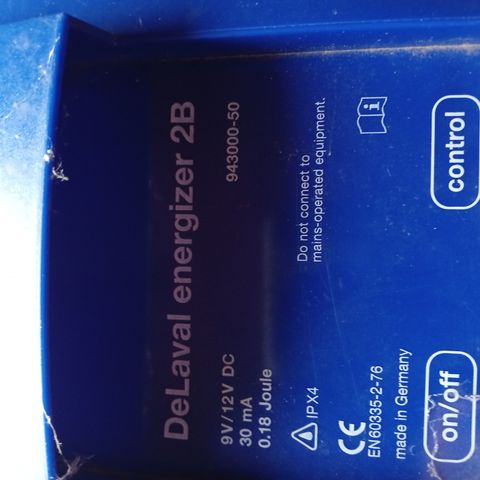 DeLaval energizer 2B
943000-50
9V/12V DC
30 mA
0.18 Joule
Do not connect to
mains-operated equipment.
IPX4
CE
EN60335-2-76
made in Germany
i
on/off
control